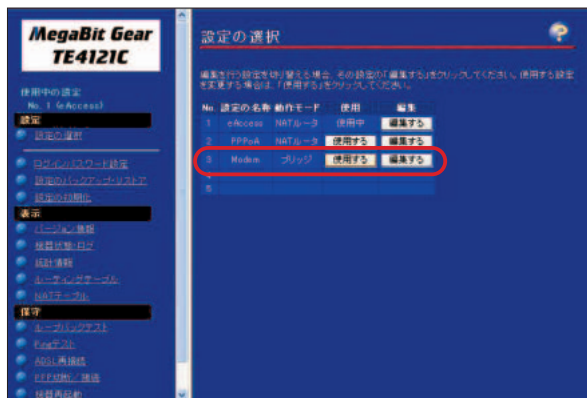 MegaBit Gear
TE4121C
使用中の設定
No. 1 (eAccess)
設定
設定の選択
ログインパスワード設定
設定のバックアップ・リストア
設定の初期化
表示
バージョン情報
機器状態・ログ
統計情報
ルーティングテーブル
NATテーブル
保守
ループバックテスト
Pingテスト
ADSL再接続
PPP切断/接続
機器再起動
設定の選択
?
編集を行う設定を切り替える場合、その設定の「編集する」をクリックしてください。使用する設定
を変更する場合は、「使用する」をクリックしてください。
No. 設定の名称 動作モード 使用 編集
1 eAccess NATルータ 使用中 編集する
2 PPPoA NATルータ 使用する 編集する
3 Modem ブリッジ 使用する 編集する
4
5